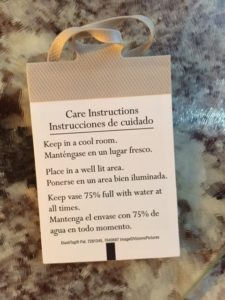 Care Instructions
Instrucciones de cuidado
Keep in a cool room.
Manténgase en un lugar fresco.
Place in a well lit area.
Ponerse en un area bien iluminada.
Keep vase 75% full with water at
all times.
Mantenga el envase con 75% de
agua en todo momento.